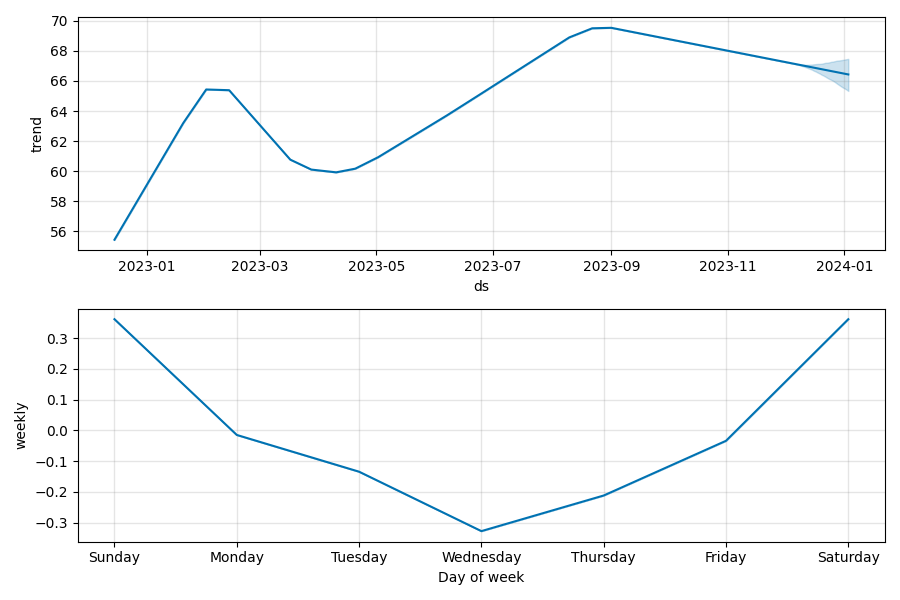 70
68
66
64
62
60
58
56
trend
2023-01 2023-03 2023-05 2023-07 2023-09 2023-11 2024-01
ds
0.3
0.2
0.1
0.0
−0.1
−0.2
−0.3
weekly
Sunday Monday Tuesday Wednesday Thursday Friday Saturday
Day of week